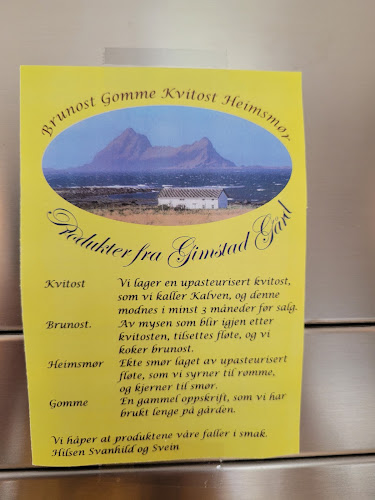 Brunost Gomme Kvitost Heimsmør
Produkter fra Gimstad Gård
Kvitost Vi lager en upasteurisert kvitost,
som vi kaller Kalven, og denne
modnes i minst 3 måneder før salg.
Brunost. Av mysen som blir igjen etter
kvitosten, tilsettes fløte, og vi
koker brunost.
Heimsmør Ekte smør laget av upasteurisert
fløte, som vi syrner til rømme,
og kjerner til smør.
Gomme En gammel oppskrift, som vi har
brukt lenge på gården.
Vi håper at produktene våre faller i smak.
Hilsen Svanhild og Svein